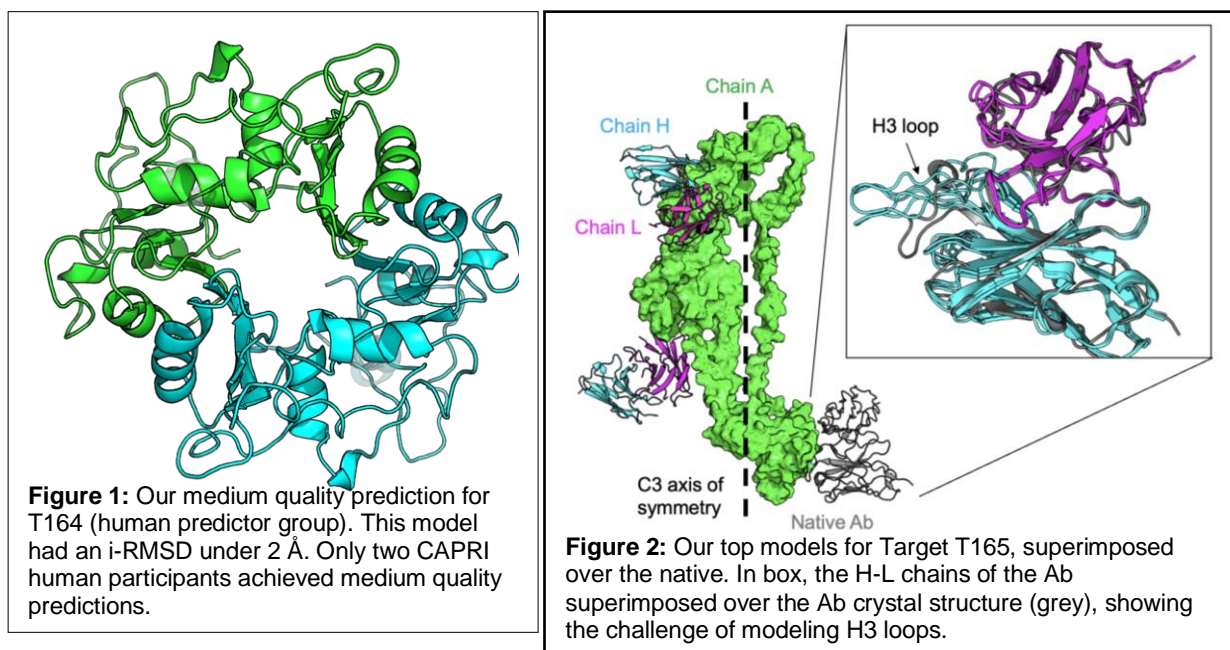 Figure 1: Our medium quality prediction for
T164 (human predictor group). This model
had an i-RMSD under 2 Å. Only two CAPRI
human participants achieved medium quality
predictions.
Chain A
Chain H
Chain L
H3 loop
C3 axis of
symmetry
Native Ab
Figure 2: Our top models for Target T165, superimposed
over the native. In box, the H-L chains of the Ab
superimposed over the Ab crystal structure (grey), showing
the challenge of modeling H3 loops.